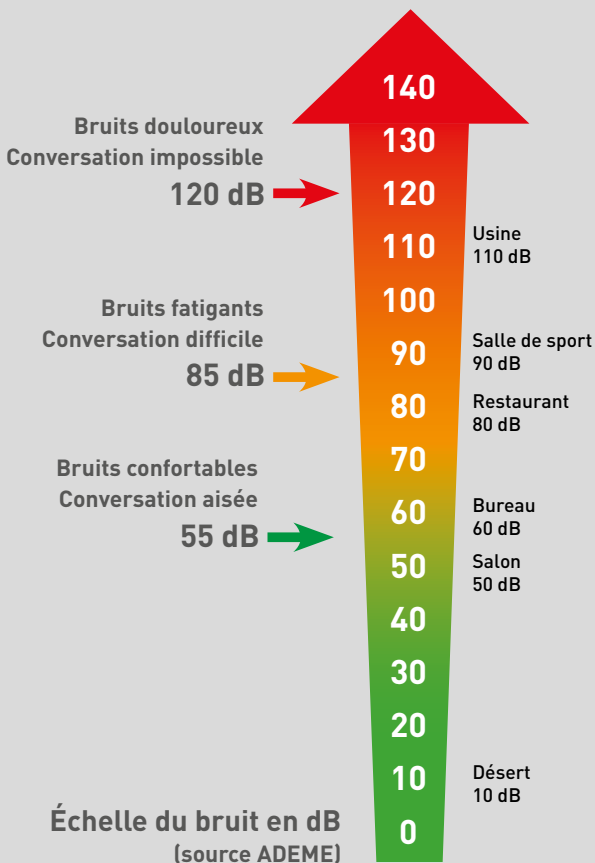 140
Bruits douloureux
Conversation impossible
120 dB
130
120
110
Usine
110 dB
100
Bruits fatigants
Conversation difficile
85 dB
90
Salle de sport
90 dB
80
Restaurant
80 dB
70
Bruits confortables
Conversation aisée
55 dB
60
Bureau
60 dB
50
Salon
50 dB
40
30
20
10
Désert
10 dB
0
Échelle du bruit en dB
(source ADEME)